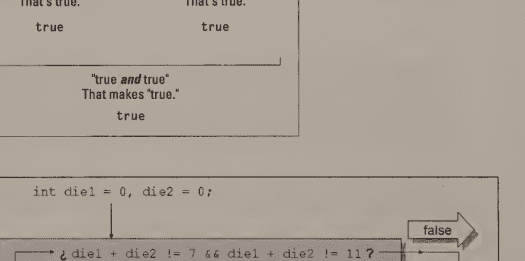 That's true. That's true.
true true
"true and true"
That makes "true."
true
int die1 = 0, die2 = 0;
false
¿ die1 + die2 != 7 && die1 + die2 != 11 ?